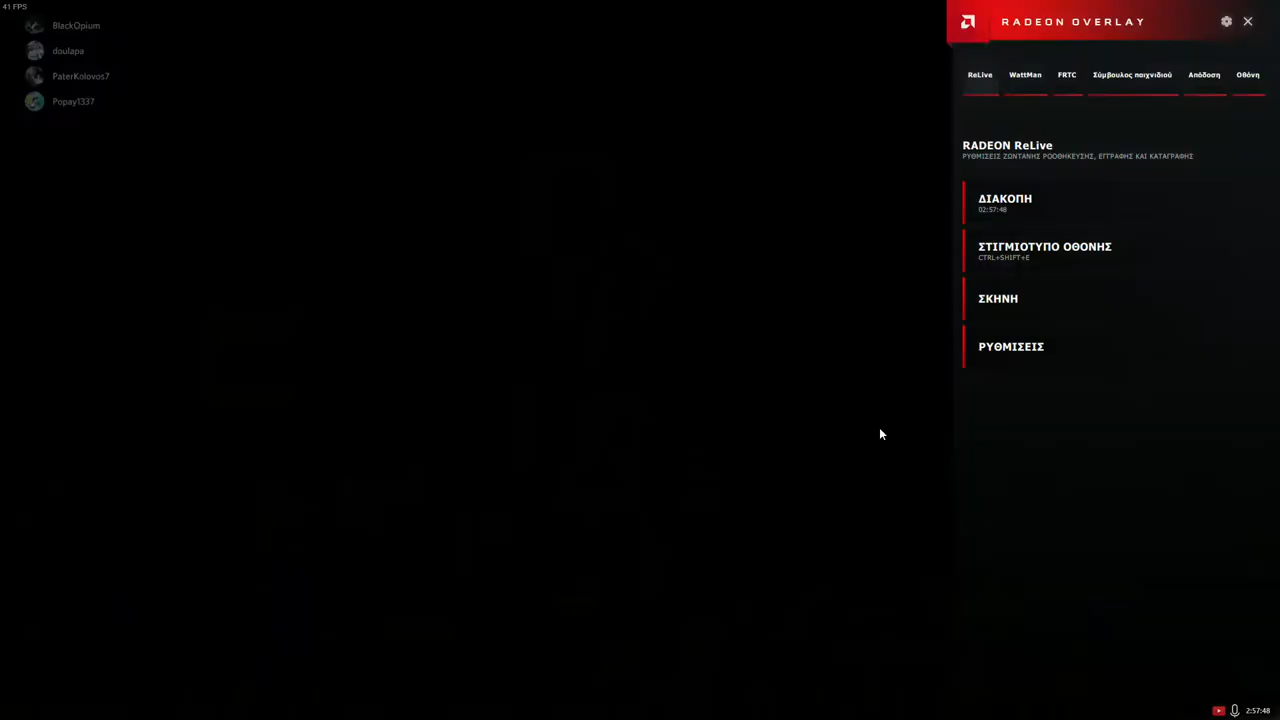 41 FPS
BlackOpium
doulapa
PaterKolovos7
Popay1337
RADEON OVERLAY
ReLive WattMan FRTC Σύμβουλος παιχνιδιού Απόδοση Οθόνη
RADEON ReLive
ΡΥΘΜΙΣΕΙΣ ΖΩΝΤΑΝΗΣ ΡΟΟΘΗΚΕΥΣΗΣ, ΕΓΓΡΑΦΗΣ ΚΑΙ ΚΑΤΑΓΡΑΦΗΣ
ΔΙΑΚΟΠΗ
02:57:48
ΣΤΙΓΜΙΟΤΥΠΟ ΟΘΟΝΗΣ
CTRL+SHIFT+E
ΣΚΗΝΗ
ΡΥΘΜΙΣΕΙΣ
2:57:48